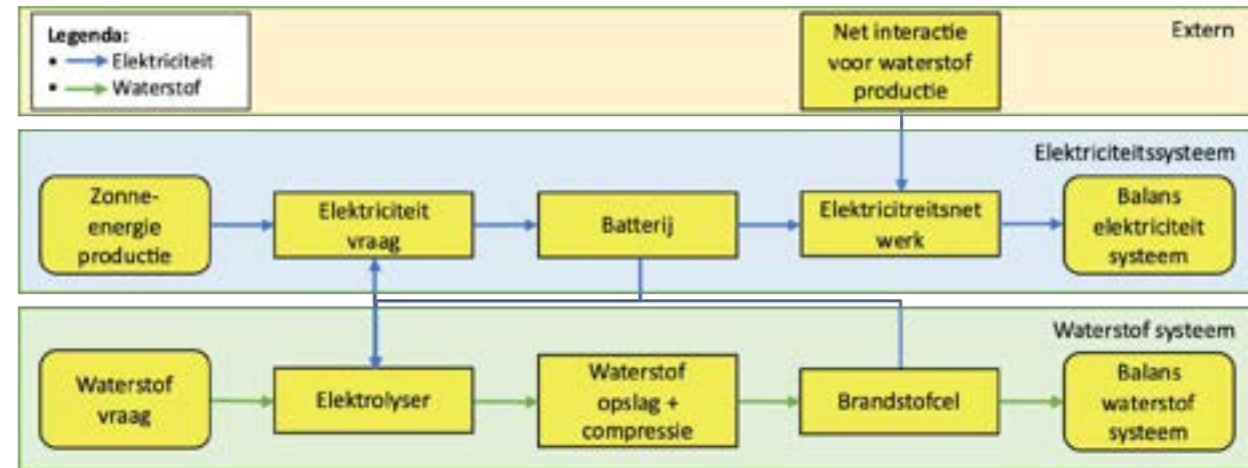 Legenda:
• Elektriciteit
• Waterstof
Net interactie
voor waterstof
productie
Extern
Elektriciteitssysteem
Zonne-
energie
productie
Elektriciteit
vraag
Batterij
Elektricitreitsnet
werk
Balans
elektriciteit
systeem
Waterstof systeem
Waterstof
vraag
Elektrolyser
Waterstof
opslag +
compressie
Brandstofcel
Balans
waterstof
systeem